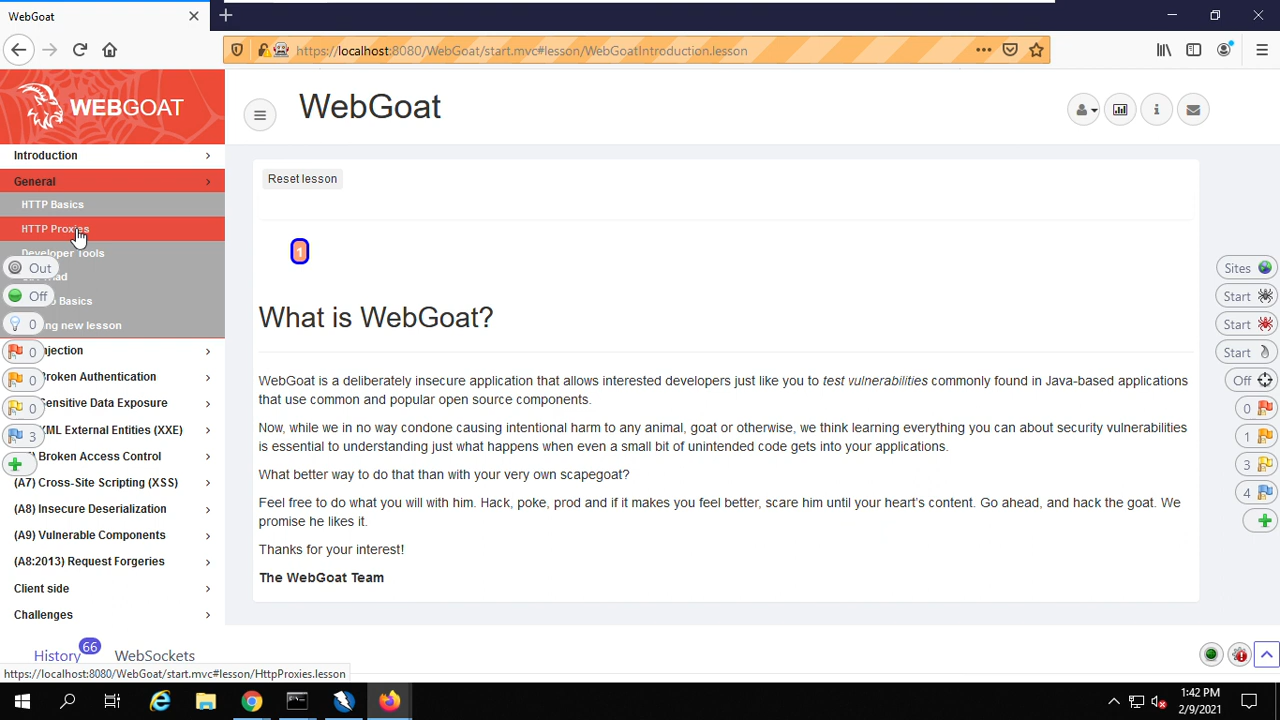 WebGoat
https://localhost:8080/WebGoat/start.mvc#lesson/WebGoatIntroduction.lesson
WEBGOAT
WebGoat
Introduction
General
HTTP Basics
HTTP Proxies
Developer Tools
Basics
ng new lesson
njection
Broken Authentication
Sensitive Data Exposure
XML External Entities (XXE)
Broken Access Control
(A7) Cross-Site Scripting (XSS)
(A8) Insecure Deserialization
(A9) Vulnerable Components
(A8:2013) Request Forgeries
Client side
Challenges
Out
Off
0
0
0
0
3
Reset lesson
1
What is WebGoat?
WebGoat is a deliberately insecure application that allows interested developers just like you to test vulnerabilities commonly found in Java-based applications
that use common and popular open source components.
Now, while we in no way condone causing intentional harm to any animal, goat or otherwise, we think learning everything you can about security vulnerabilities
is essential to understanding just what happens when even a small bit of unintended code gets into your applications.
What better way to do that than with your very own scapegoat?
Feel free to do what you will with him. Hack, poke, prod and if it makes you feel better, scare him until your heart's content. Go ahead, and hack the goat. We
promise he likes it.
Thanks for your interest!
The WebGoat Team
Sites
Start
Start
Start
Off
0
1
3
4
History 66 WebSockets
https://localhost:8080/WebGoat/start.mvc#lesson/HttpProxies.lesson
1:42 PM
2/9/2021